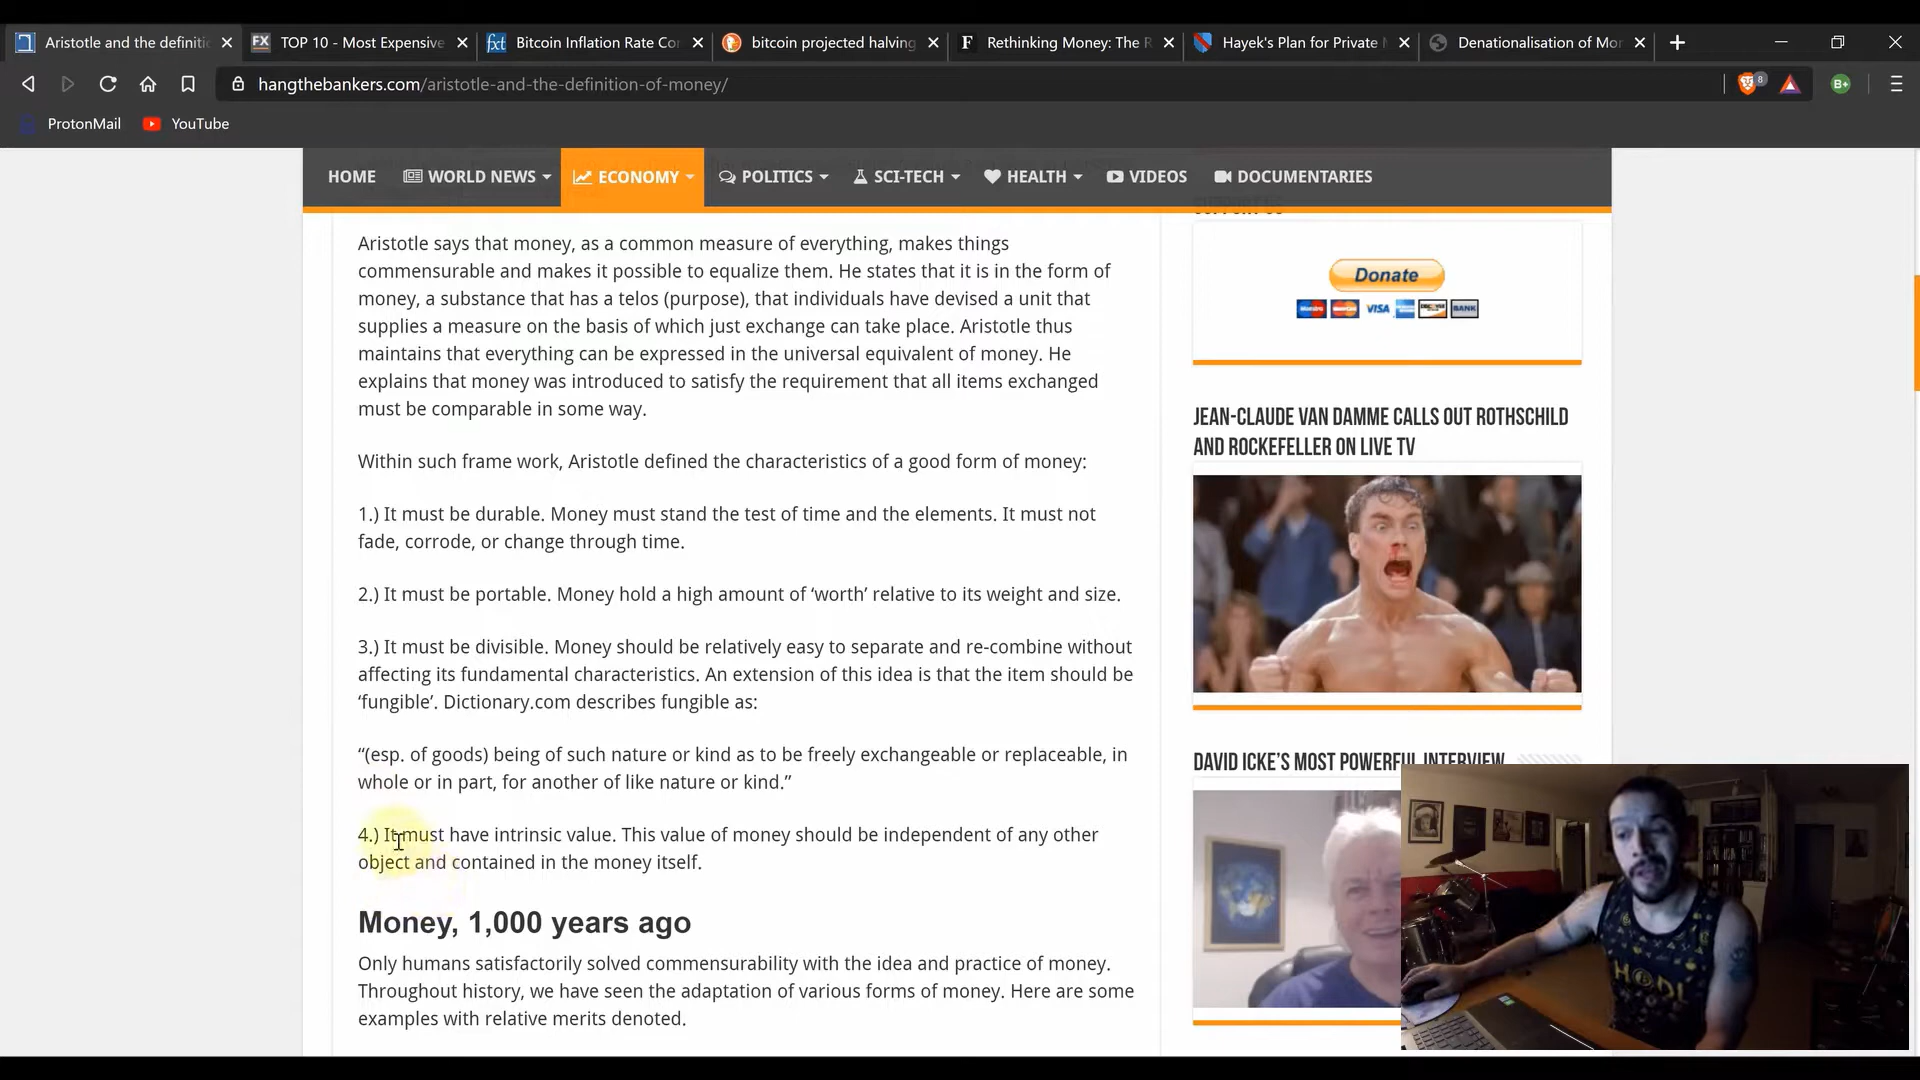 Aristotle and the definiti
TOP 10 - Most Expensive
Bitcoin Inflation Rate Co
bitcoin projected halving
Rethinking Money: The R
Hayek's Plan for Private
Denationalisation of Mo
hangthebankers.com/aristotle-and-the-definition-of-money/
8
B+
ProtonMail
YouTube
HOME
WORLD NEWS
ECONOMY
POLITICS
SCI-TECH
HEALTH
VIDEOS
DOCUMENTARIES
SUPPORT US
Aristotle says that money, as a common measure of everything, makes things
commensurable and makes it possible to equalize them. He states that it is in the form of
money, a substance that has a telos (purpose), that individuals have devised a unit that
supplies a measure on the basis of which just exchange can take place. Aristotle thus
maintains that everything can be expressed in the universal equivalent of money. He
explains that money was introduced to satisfy the requirement that all items exchanged
must be comparable in some way.
Within such frame work, Aristotle defined the characteristics of a good form of money:
1.) It must be durable. Money must stand the test of time and the elements. It must not
fade, corrode, or change through time.
2.) It must be portable. Money hold a high amount of ‘worth’ relative to its weight and size.
3.) It must be divisible. Money should be relatively easy to separate and re-combine without
affecting its fundamental characteristics. An extension of this idea is that the item should be
‘fungible’. Dictionary.com describes fungible as:
“(esp. of goods) being of such nature or kind as to be freely exchangeable or replaceable, in
whole or in part, for another of like nature or kind.”
4.) It must have intrinsic value. This value of money should be independent of any other
object and contained in the money itself.
Money, 1,000 years ago
Only humans satisfactorily solved commensurability with the idea and practice of money.
Throughout history, we have seen the adaptation of various forms of money. Here are some
examples with relative merits denoted.
Donate
VISA
BANK
JEAN-CLAUDE VAN DAMME CALLS OUT ROTHSCHILD
AND ROCKEFELLER ON LIVE TV
DAVID ICKE’S MOST POWERFUL INTERVIEW